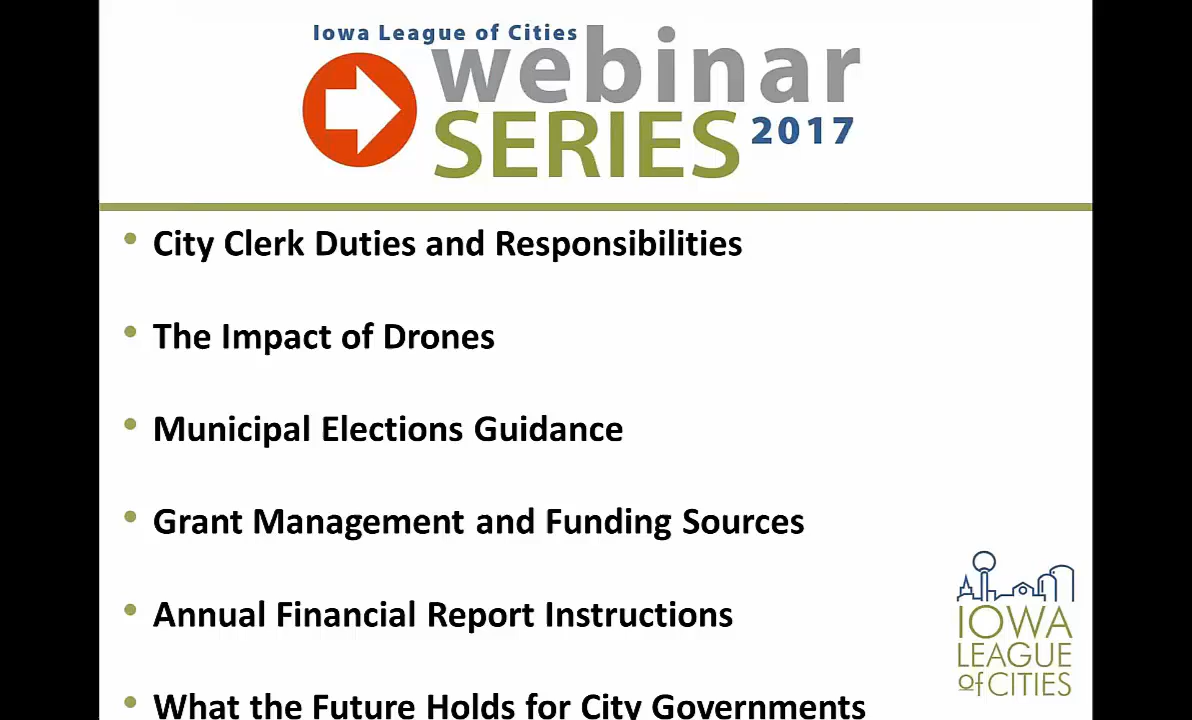 Iowa League of Cities
webinar
SERIES 2017
• City Clerk Duties and Responsibilities
• The Impact of Drones
• Municipal Elections Guidance
• Grant Management and Funding Sources
• Annual Financial Report Instructions
• What the Future Holds for City Governments
IOWA
LEAGUE
of CITIES